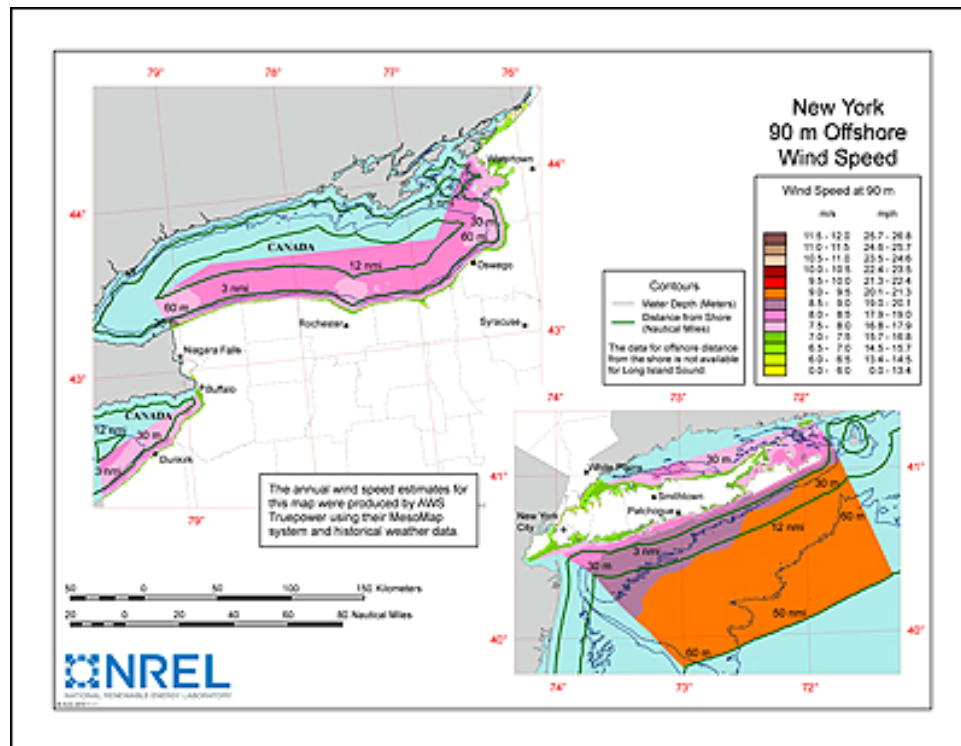 79°
78°
77°
76°
New York
90 m Offshore
Wind Speed
Watertown
44°
3 nmi
Wind Speed at 90 m
m/s mph
11.5 - 12.0 25.7 - 26.8
11.0 - 11.5 24.6 - 25.7
10.5 - 11.0 23.5 - 24.6
10.0 - 10.5 22.4 - 23.5
9.5 - 10.0 21.3 - 22.4
9.0 - 9.5 20.1 - 21.3
8.5 - 9.0 19.0 - 20.1
8.0 - 8.5 17.9 - 19.0
7.5 - 8.0 16.8 - 17.9
7.0 - 7.5 15.7 - 16.8
6.5 - 7.0 14.5 - 15.7
6.0 - 6.5 13.4 - 14.5
0.0 - 6.0 0.0 - 13.4
44°
30 m
60 m
CANADA
12 nmi
Oswego
3 nmi
60 m
30 m
Rochester
Syracuse
43°
Niagara Falls
43°
Buffalo
CANADA
12 nmi
30 m
3 nmi
Dunkirk
79°
Contours
Water Depth (Meters)
Distance from Shore
(Nautical Miles)
The data for offshore distance
from the shore is not available
for Long Island Sound.
74°
73°
72°
41°
White Plains
30 m
41°
Smithtown
Patchogue
New York
City
30 m
60 m
12 nmi
3 nmi
30 m
50 nmi
40°
40°
60 m
74°
73°
72°
The annual wind speed estimates for
this map were produced by AWS
Truepower using their MesoMap
system and historical weather data.
50 0 50 100 150 Kilometers
20 0 20 40 60 80 Nautical Miles
NREL
NATIONAL RENEWABLE ENERGY LABORATORY